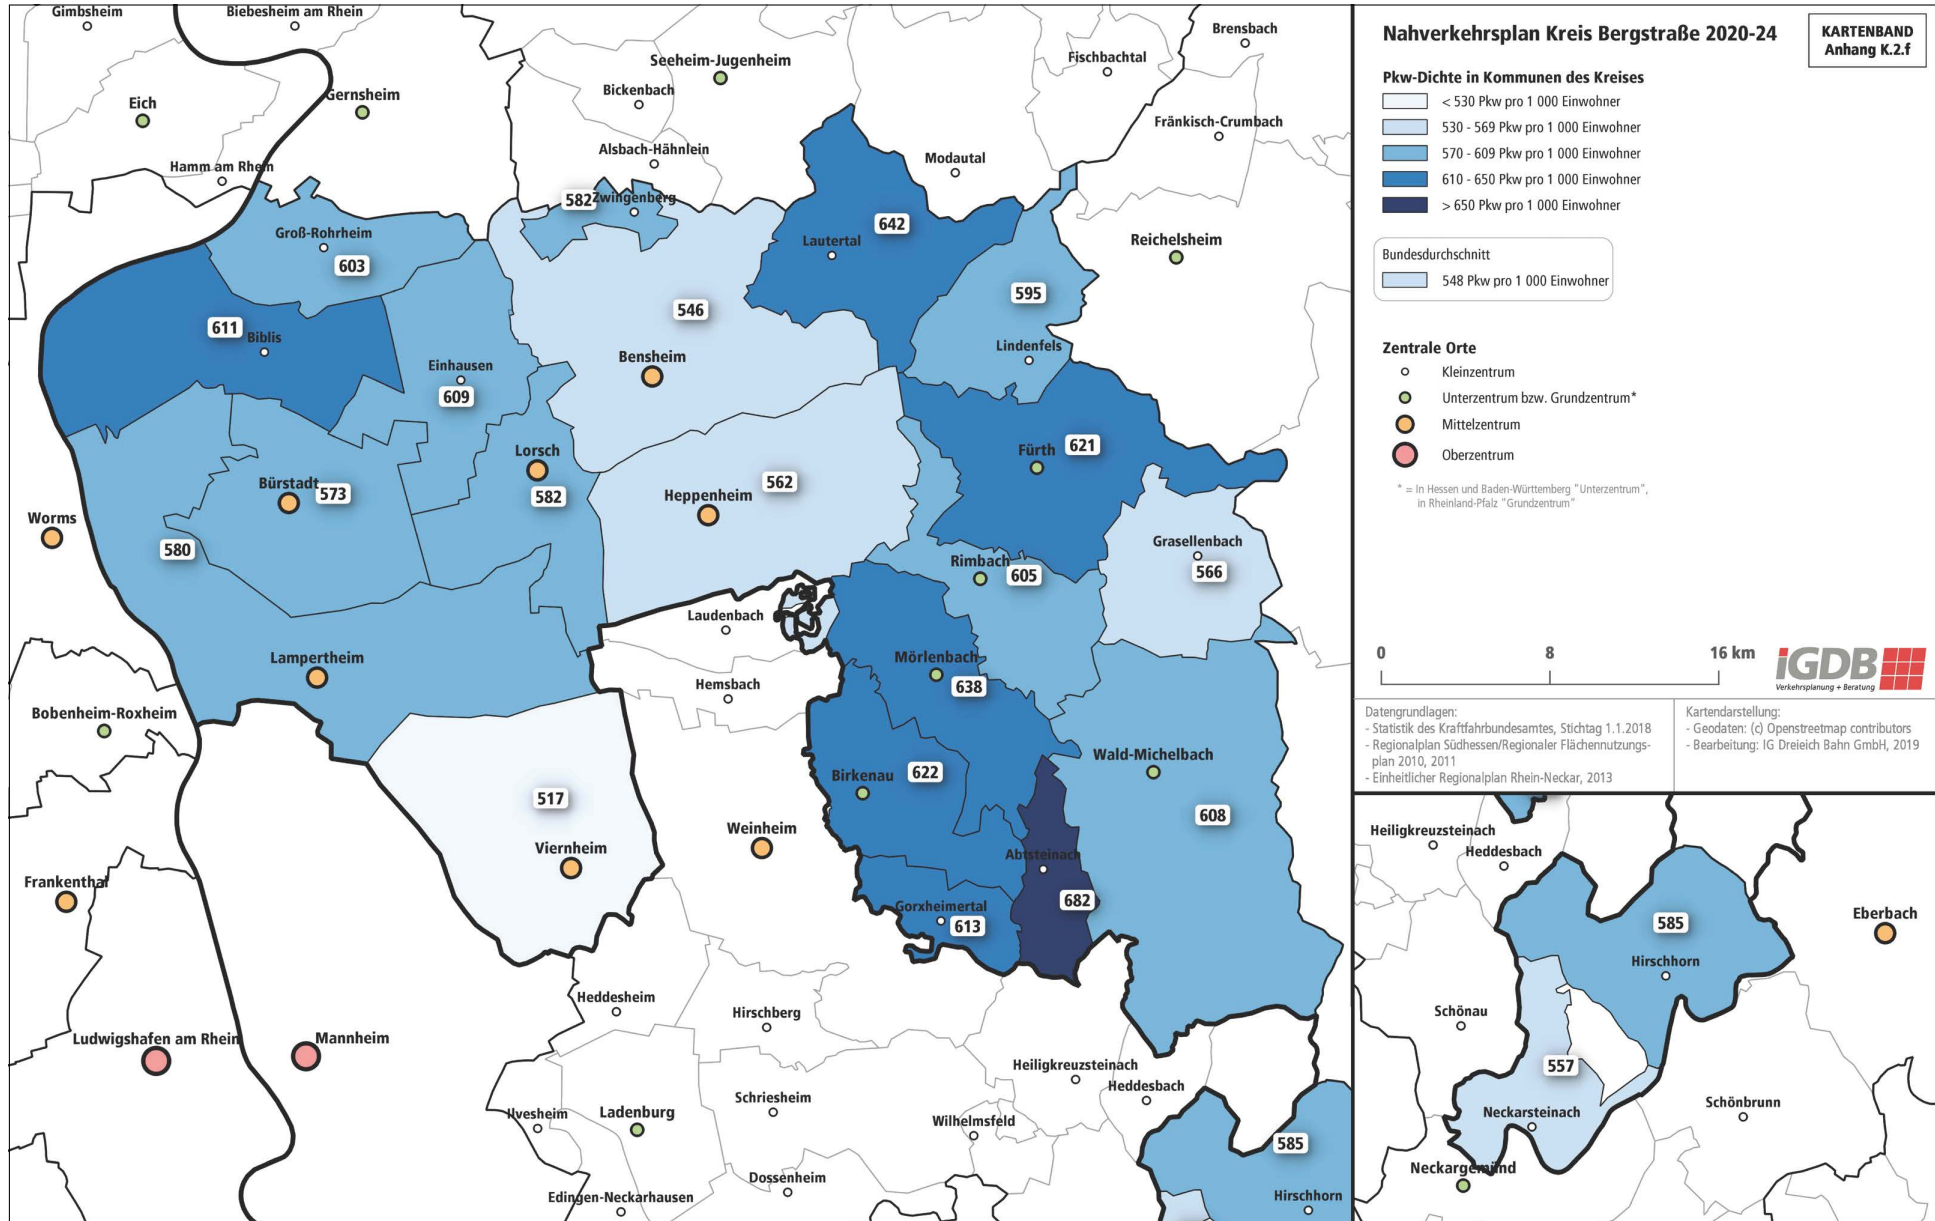 Nahverkehrsplan Kreis Bergstraße 2020-24
KARTENBAND
Anhang K.2.f
Pkw-Dichte in Kommunen des Kreises
< 530 Pkw pro 1 000 Einwohner
530 - 569 Pkw pro 1 000 Einwohner
570 - 609 Pkw pro 1 000 Einwohner
610 - 650 Pkw pro 1 000 Einwohner
> 650 Pkw pro 1 000 Einwohner
Bundesdurchschnitt
548 Pkw pro 1 000 Einwohner
Zentrale Orte
Kleinzentrum
Unterzentrum bzw. Grundzentrum*
Mittelzentrum
Oberzentrum
* = In Hessen und Baden-Württemberg "Unterzentrum",
in Rheinland-Pfalz "Grundzentrum"
0 8 16 km
iGDB
Verkehrsplanung + Beratung
Datengrundlagen:
- Statistik des Kraftfahrbundesamtes, Stichtag 1.1.2018
- Regionalplan Südhessen/Regionaler Flächennutzungs-
plan 2010, 2011
- Einheitlicher Regionalplan Rhein-Neckar, 2013
Kartendarstellung:
- Geodaten: (c) Openstreetmap contributors
- Bearbeitung: IG Dreieich Bahn GmbH, 2019
Gimbsheim
Biebesheim am Rhein
Brensbach
Seeheim-Jugenheim
Fischbachtal
Bickenbach
Eich
Gernsheim
Fränkisch-Crumbach
Alsbach-Hähnlein
Modautal
Hamm am Rhein
582
Zwingenberg
642
Groß-Rohrheim
603
Lautertal
Reichelsheim
595
546
611
Biblis
Lindenfels
Bensheim
Einhausen
609
Fürth
621
Lorsch
582
Bürstadt
573
562
Heppenheim
Worms
580
Grasellenbach
566
Rimbach
605
Laudenbach
Lampertheim
Mörlenbach
638
Hemsbach
Bobenheim-Roxheim
Wald-Michelbach
Birkenau
622
517
608
Weinheim
Viernheim
Abtsteinach
682
Frankenthal
Gorxheimertal
613
Heddesheim
Hirschberg
Ludwigshafen am Rhein
Mannheim
Heiligkreuzsteinach
Heddesbach
Ilvesheim
Ladenburg
Schriesheim
Wilhelmsfeld
585
Dossenheim
Edingen-Neckarhausen
Hirschhorn
Heiligkreuzsteinach
Heddesbach
585
Eberbach
Hirschhorn
Schönau
557
Neckarsteinach
Schönbrunn
Neckargemünd